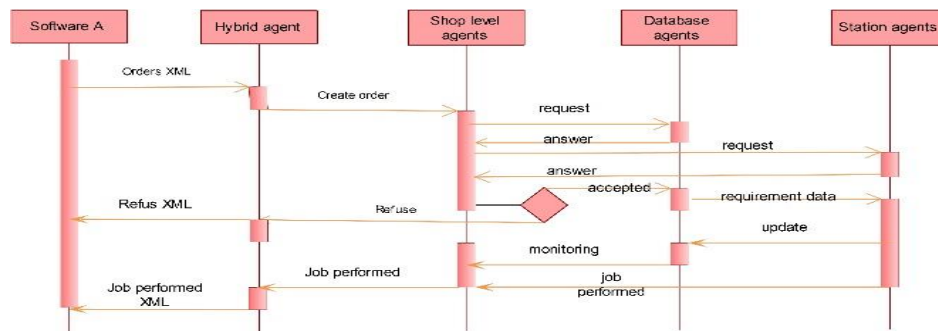 Software A
Hybrid agent
Shop level
agents
Database
agents
Station agents
Orders XML
Create order
request
answer
request
answer
accepted
Refus XML
Refuse
requirement data
update
monitoring
Job performed
job
performed
Job performed
XML